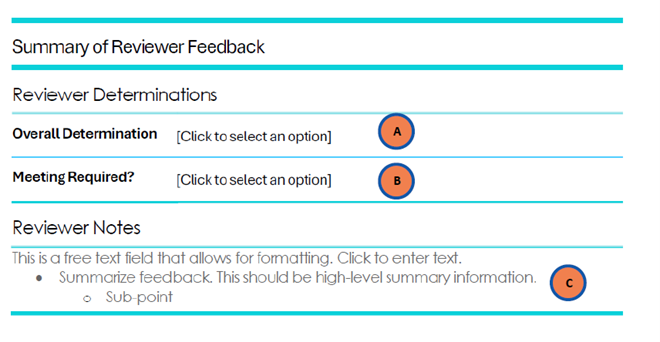 Summary of Reviewer Feedback
Reviewer Determinations
Overall Determination [Click to select an option] A
Meeting Required? [Click to select an option] B
Reviewer Notes
This is a free text field that allows for formatting. Click to enter text.
• Summarize feedback. This should be high-level summary information. C
o Sub-point